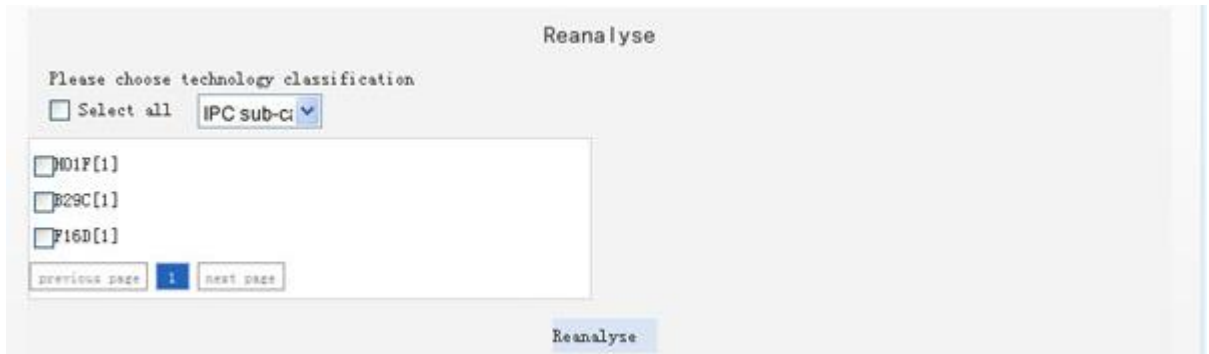 Reanalyse
Please choose technology classification
Select all IPC sub-ca
H01F[1]
B29C[1]
F16D[1]
previous page 1 next page
Reanalyse